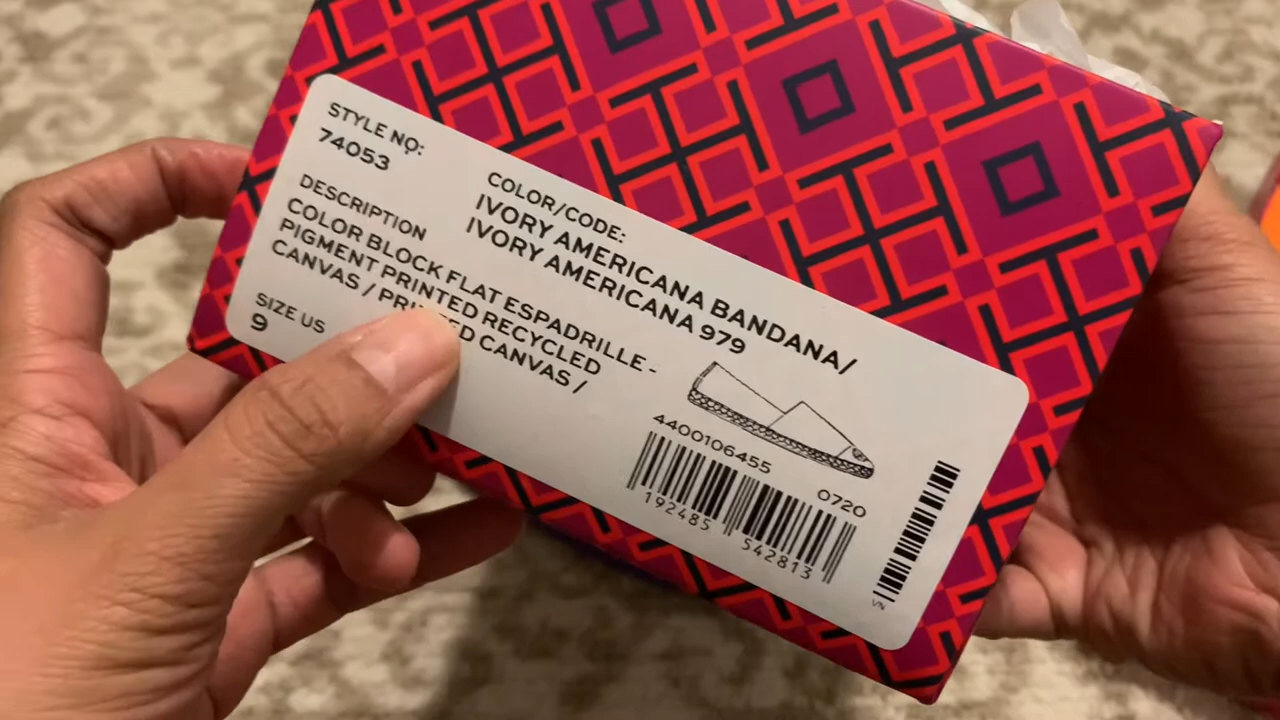 STYLE NO:
74053
COLOR/CODE:
IVORY AMERICANA BANDANA/
IVORY AMERICANA 979
DESCRIPTION
COLOR BLOCK FLAT ESPADRILLE -
PIGMENT PRINTED RECYCLED
CANVAS / PRINTED CANVAS /
SIZE US
9
4400106455
0720
192485 542813
VN